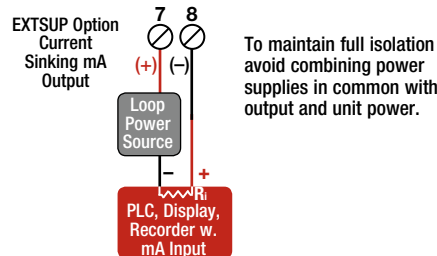 EXTSUP Option
Current
Sinking mA
Output
7 8
(+) (–)
Loop
Power
Source
– +
Ri
PLC, Display,
Recorder w.
mA Input
To maintain full isolation
avoid combining power
supplies in common with
output and unit power.